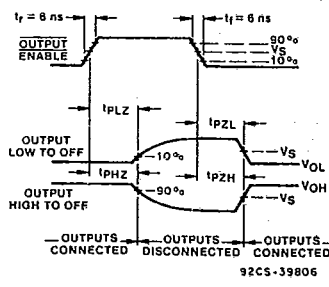 tr = 6 ns
tf = 6 ns
OUTPUT
ENABLE
90%
VS
10%
tPLZ
tPZL
OUTPUT
LOW TO OFF
10%
VS
VOL
tPHZ
tPZH
VOH
OUTPUT
HIGH TO OFF
90%
VS
OUTPUTS
CONNECTED
OUTPUTS
DISCONNECTED
OUTPUTS
CONNECTED
92CS-39806